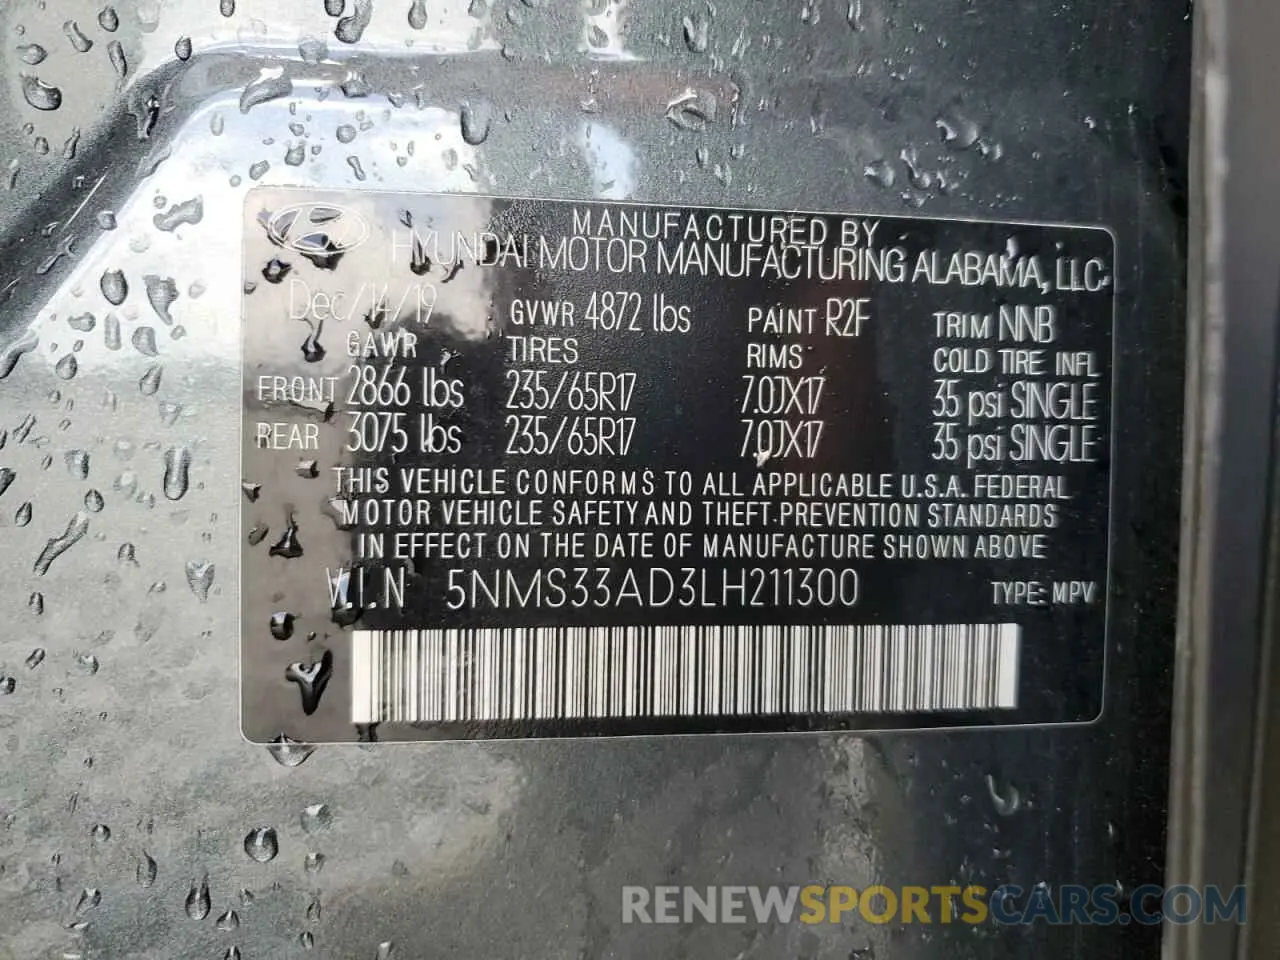 MANUFACTURED BY
HYUNDAI MOTOR MANUFACTURING ALABAMA, LLC
Dec/14/19 GVWR 4872 lbs PAINT R2F TRIM NNB
GAWR TIRES RIMS COLD TIRE INFL
FRONT 2866 lbs 235/65R17 7.0JX17 35 psi SINGLE
REAR 3075 lbs 235/65R17 7.0JX17 35 psi SINGLE
THIS VEHICLE CONFORMS TO ALL APPLICABLE U.S.A. FEDERAL
MOTOR VEHICLE SAFETY AND THEFT PREVENTION STANDARDS
IN EFFECT ON THE DATE OF MANUFACTURE SHOWN ABOVE
V.I.N 5NMS33AD3LH211300 TYPE: MPV
RENEWSPORTSCARS.COM